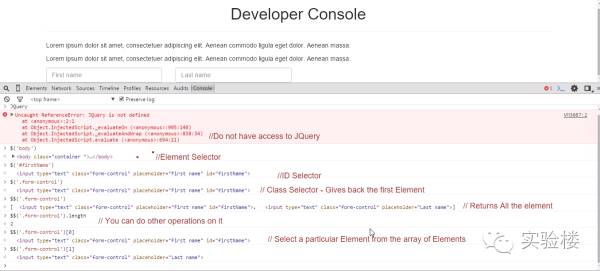 Developer Console
Lorem ipsum dolor sit amet, consectetuer adipiscing elit. Aenean commodo ligula eget dolor. Aenean massa.
Lorem ipsum dolor sit amet, consectetuer adipiscing elit. Aenean commodo ligula eget dolor. Aenean massa.
First name Last name
Elements Network Sources Timeline Profiles Resources Audits Console
<top frame> Preserve log
JQuery
Uncaught ReferenceError: JQuery is not defined
at <anonymous>:2:1
at Object.InjectedScript._evaluateOn (<anonymous>:905:140)
at Object.InjectedScript._evaluateAndWrap (<anonymous>:838:34)
at Object.InjectedScript.evaluate (<anonymous>:694:21)
//Do not have access to JQuery
$('body')
<body class="container ">…</body> //Element Selector
$('#firstName')
<input type="text" class="form-control" placeholder="First name" id="firstName"> //ID Selector
$('.form-control')
<input type="text" class="form-control" placeholder="First name" id="firstName"> // Class Selector - Gives back the first Element
$$('.form-control')
[ <input type="text" class="form-control" placeholder="First name" id="firstName">, <input type="text" class="form-control" placeholder="Last name">] // Returns All the element
$$('.form-control').length
2 // You can do other operations on it
$$('.form-control')[0]
<input type="text" class="form-control" placeholder="First name" id="firstName"> // Select a particular Element from the array of Elements
$$('.form-control')[1]
<input type="text" class="form-control" placeholder="Last name">
实验楼